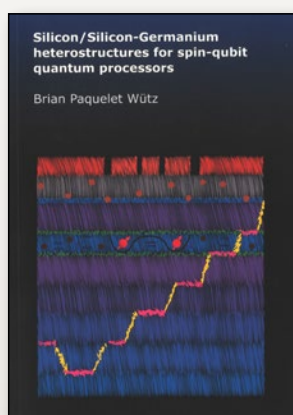 Silicon/Silicon-Germanium
heterostructures for spin-qubit
quantum processors
Brian Paquelet Wütz